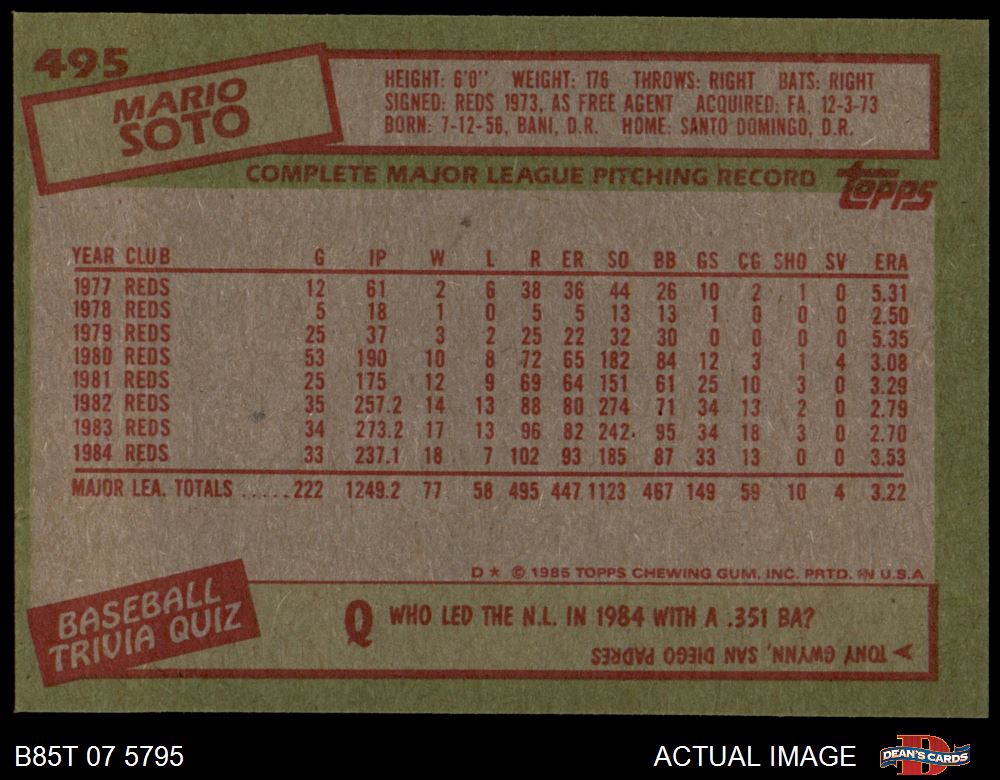 495
MARIO
SOTO
HEIGHT: 6'0" WEIGHT: 176 THROWS: RIGHT BATS: RIGHT
SIGNED: REDS 1973, AS FREE AGENT ACQUIRED: FA, 12-3-73
BORN: 7-12-56, BANI, D.R. HOME: SANTO DOMINGO, D.R.
COMPLETE MAJOR LEAGUE PITCHING RECORD
topps
YEAR CLUB G IP W L R ER SO BB GS CG SHO SV ERA
1977 REDS 12 61 2 6 38 36 44 26 10 2 1 0 5.31
1978 REDS 5 18 1 0 5 5 13 13 1 0 0 0 2.50
1979 REDS 25 37 3 2 25 22 32 30 0 0 0 0 5.35
1980 REDS 53 190 10 8 72 65 182 84 12 3 1 4 3.08
1981 REDS 25 175 12 9 69 64 151 61 25 10 3 0 3.29
1982 REDS 35 257.2 14 13 88 80 274 71 34 13 2 0 2.79
1983 REDS 34 273.2 17 13 96 82 242 95 34 18 3 0 2.70
1984 REDS 33 237.1 18 7 102 93 185 87 33 13 0 0 3.53
MAJOR LEA. TOTALS .....222 1249.2 77 58 495 447 1123 467 149 59 10 4 3.22
D★ © 1985 TOPPS CHEWING GUM, INC. PRTD. IN U.S.A
BASEBALL
TRIVIA QUIZ
Q WHO LED THE N.L. IN 1984 WITH A .351 BA?
A TONY GWYNN, SAN DIEGO PADRES
B85T 07 5795
ACTUAL IMAGE
DEAN'S CARDS